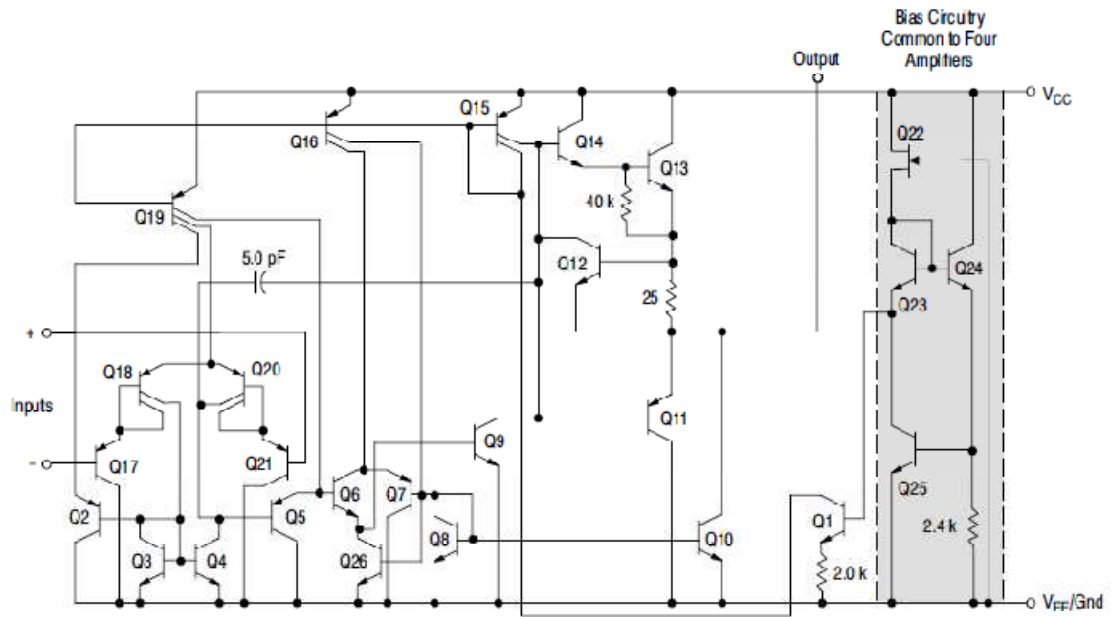 Bias Circuitry
Common to Four
Amplifiers
Output
V_CC
Q15
Q22
Q16
Q14
Q13
40 k
Q19
5.0 pF
Q12
Q24
25
Q23
+
Q18
Q20
Inputs
Q11
Q9
-
Q17
Q21
Q25
Q2
Q5
Q6
Q7
Q1
2.4 k
Q3
Q4
Q8
Q10
Q26
2.0 k
V_EE/Gnd